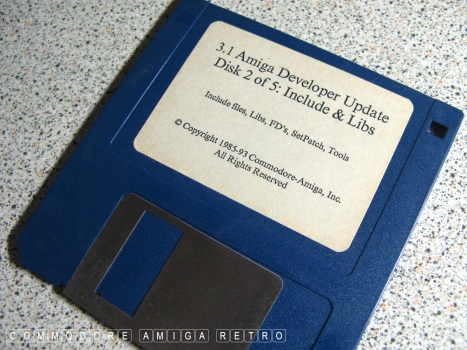 3.1 Amiga Developer Update
Disk 2 of 5: Include & Libs
Include files, Libs, FD's, SetPatch, Tools
© Copyright 1985-93 Commodore-Amiga, Inc.
All Rights Reserved
COMMODORE AMIGA RETRO